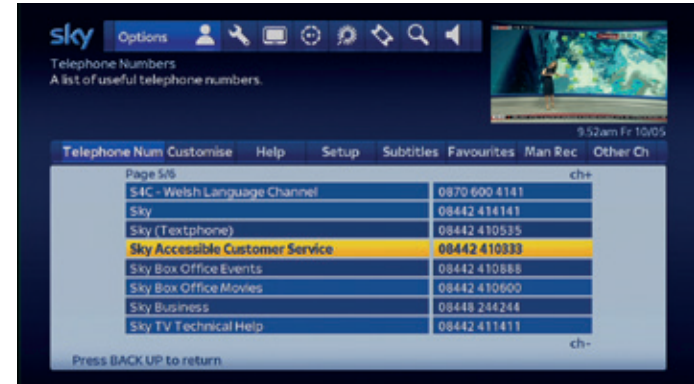 sky Options
Telephone Numbers
A list of useful telephone numbers.
9.52am Fr 10/05
Telephone Num Customise Help Setup Subtitles Favourites Man Rec Other Ch
Page 5/6 ch+
S4C - Welsh Language Channel 0870 600 4141
Sky 08442 414141
Sky (Textphone) 08442 410535
Sky Accessible Customer Service 08442 410333
Sky Box Office Events 08442 410888
Sky Box Office Movies 08442 410600
Sky Business 08448 244244
Sky TV Technical Help 08442 411411
ch-
Press BACK UP to return